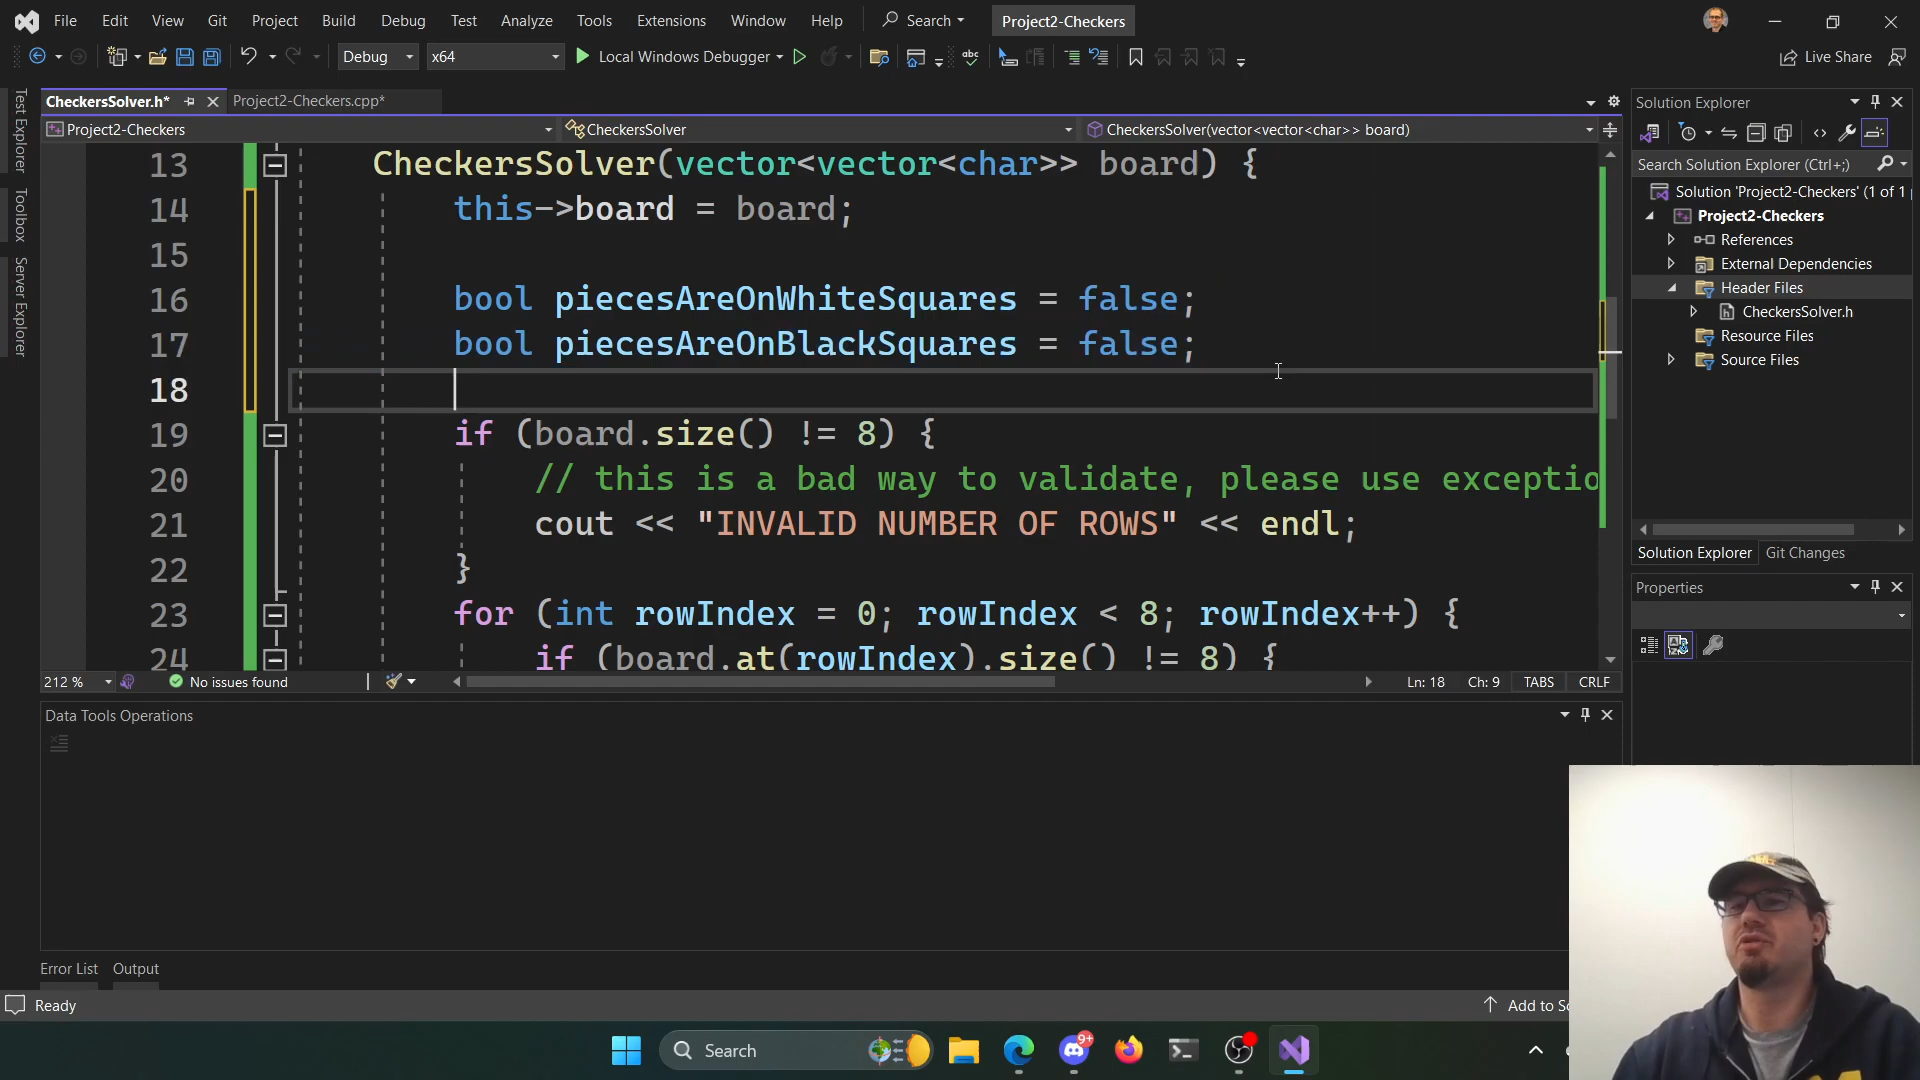 File Edit View Git Project Build Debug Test Analyze Tools Extensions Window Help Search Project2-Checkers
Debug x64 Local Windows Debugger Live Share
CheckersSolver.h* Project2-Checkers.cpp*
Project2-Checkers CheckersSolver CheckersSolver(vector<vector<char>> board)
Test Explorer
Toolbox
Server Explorer
13 CheckersSolver(vector<vector<char>> board) {
14 this->board = board;
15
16 bool piecesAreOnWhiteSquares = false;
17 bool piecesAreOnBlackSquares = false;
18
19 if (board.size() != 8) {
20 // this is a bad way to validate, please use exceptio
21 cout << "INVALID NUMBER OF ROWS" << endl;
22 }
23 for (int rowIndex = 0; rowIndex < 8; rowIndex++) {
24 if (board.at(rowIndex).size() != 8) {
212 % No issues found Ln: 18 Ch: 9 TABS CRLF
Data Tools Operations
Error List Output
Ready Add to So
Solution Explorer
Search Solution Explorer (Ctrl+;)
Solution 'Project2-Checkers' (1 of 1
Project2-Checkers
References
External Dependencies
Header Files
CheckersSolver.h
Resource Files
Source Files
Solution Explorer Git Changes
Properties
Search 9+